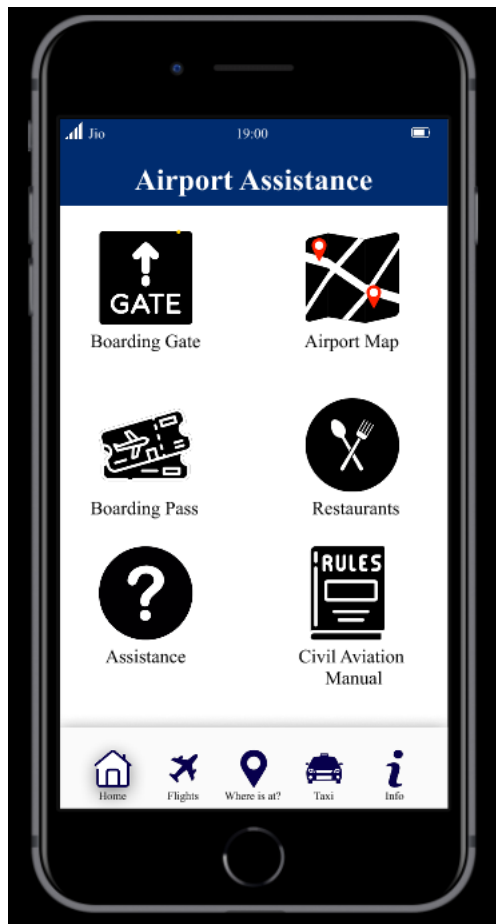 Jio 19:00
Airport Assistance
GATE
Boarding Gate Airport Map
Boarding Pass Restaurants
RULES
Assistance Civil Aviation
Manual
Home Flights Where is at? Taxi Info